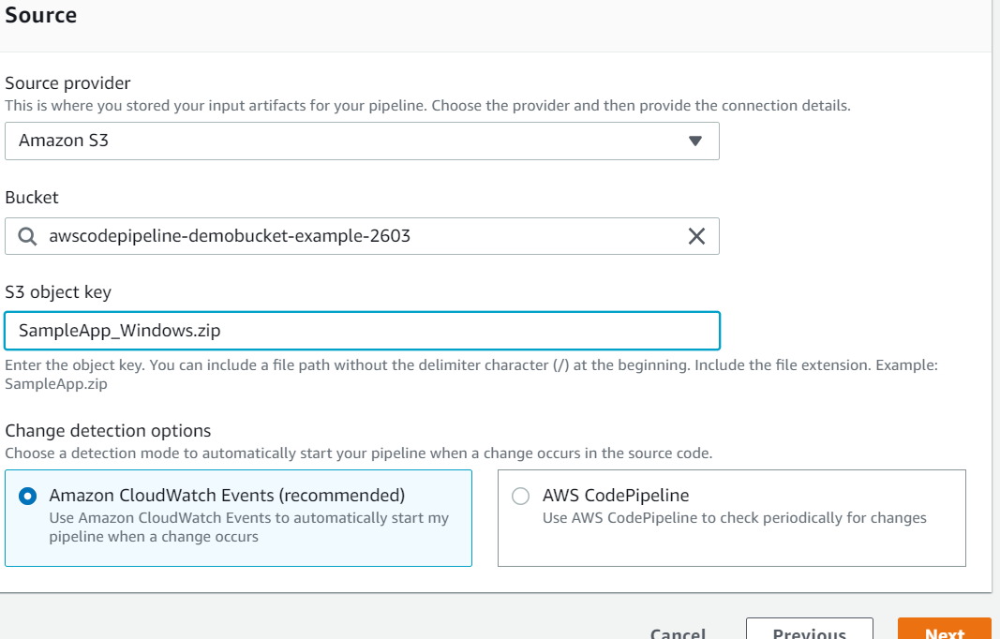 Source
Source provider
This is where you stored your input artifacts for your pipeline. Choose the provider and then provide the connection details.
Amazon S3
Bucket
awscodepipeline-demobucket-example-2603
S3 object key
SampleApp_Windows.zip
Enter the object key. You can include a file path without the delimiter character (/) at the beginning. Include the file extension. Example:
SampleApp.zip
Change detection options
Choose a detection mode to automatically start your pipeline when a change occurs in the source code.
Amazon CloudWatch Events (recommended)
Use Amazon CloudWatch Events to automatically start my
pipeline when a change occurs
AWS CodePipeline
Use AWS CodePipeline to check periodically for changes
Cancel
Previous
Next